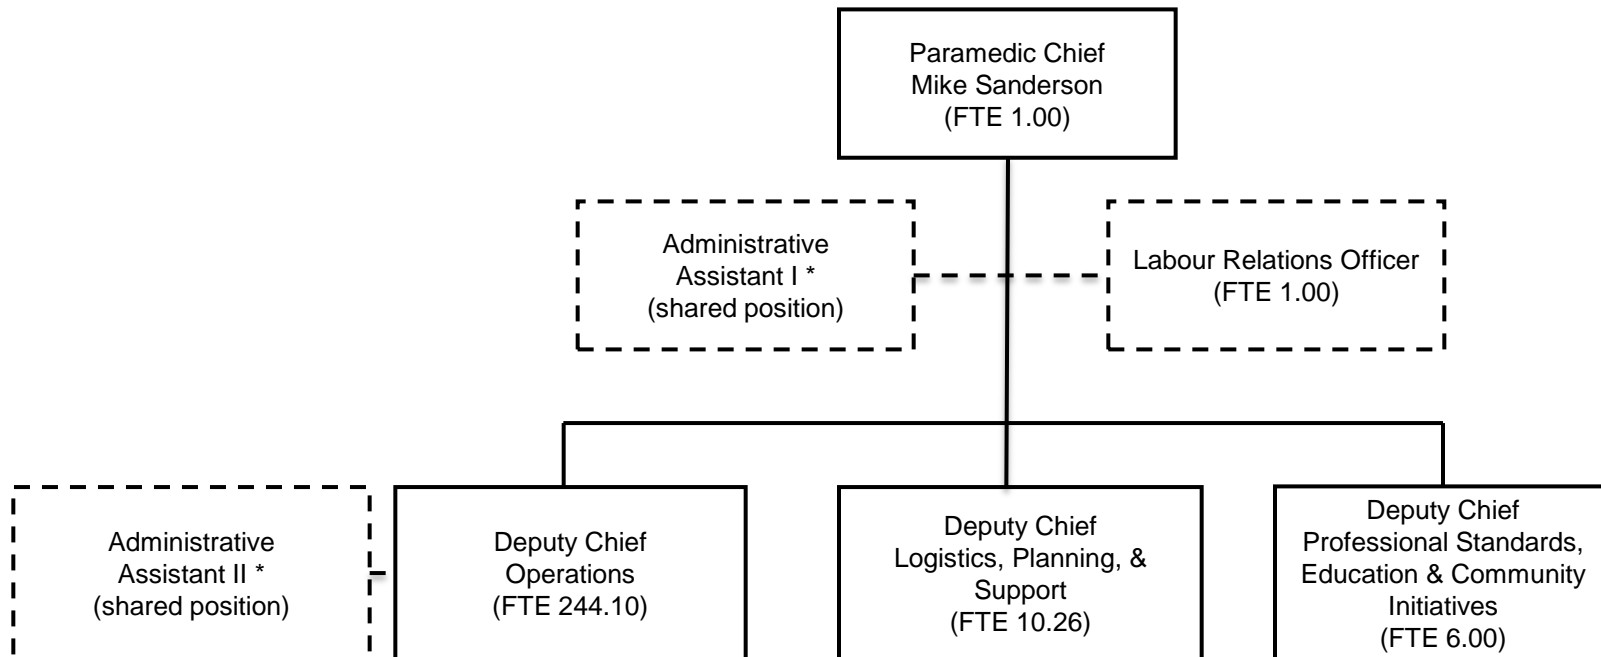 Paramedic Chief
Mike Sanderson
(FTE 1.00)
Administrative
Assistant I *
(shared position)
Labour Relations Officer
(FTE 1.00)
Administrative
Assistant II *
(shared position)
Deputy Chief
Operations
(FTE 244.10)
Deputy Chief
Logistics, Planning, &
Support
(FTE 10.26)
Deputy Chief
Professional Standards,
Education & Community
Initiatives
(FTE 6.00)